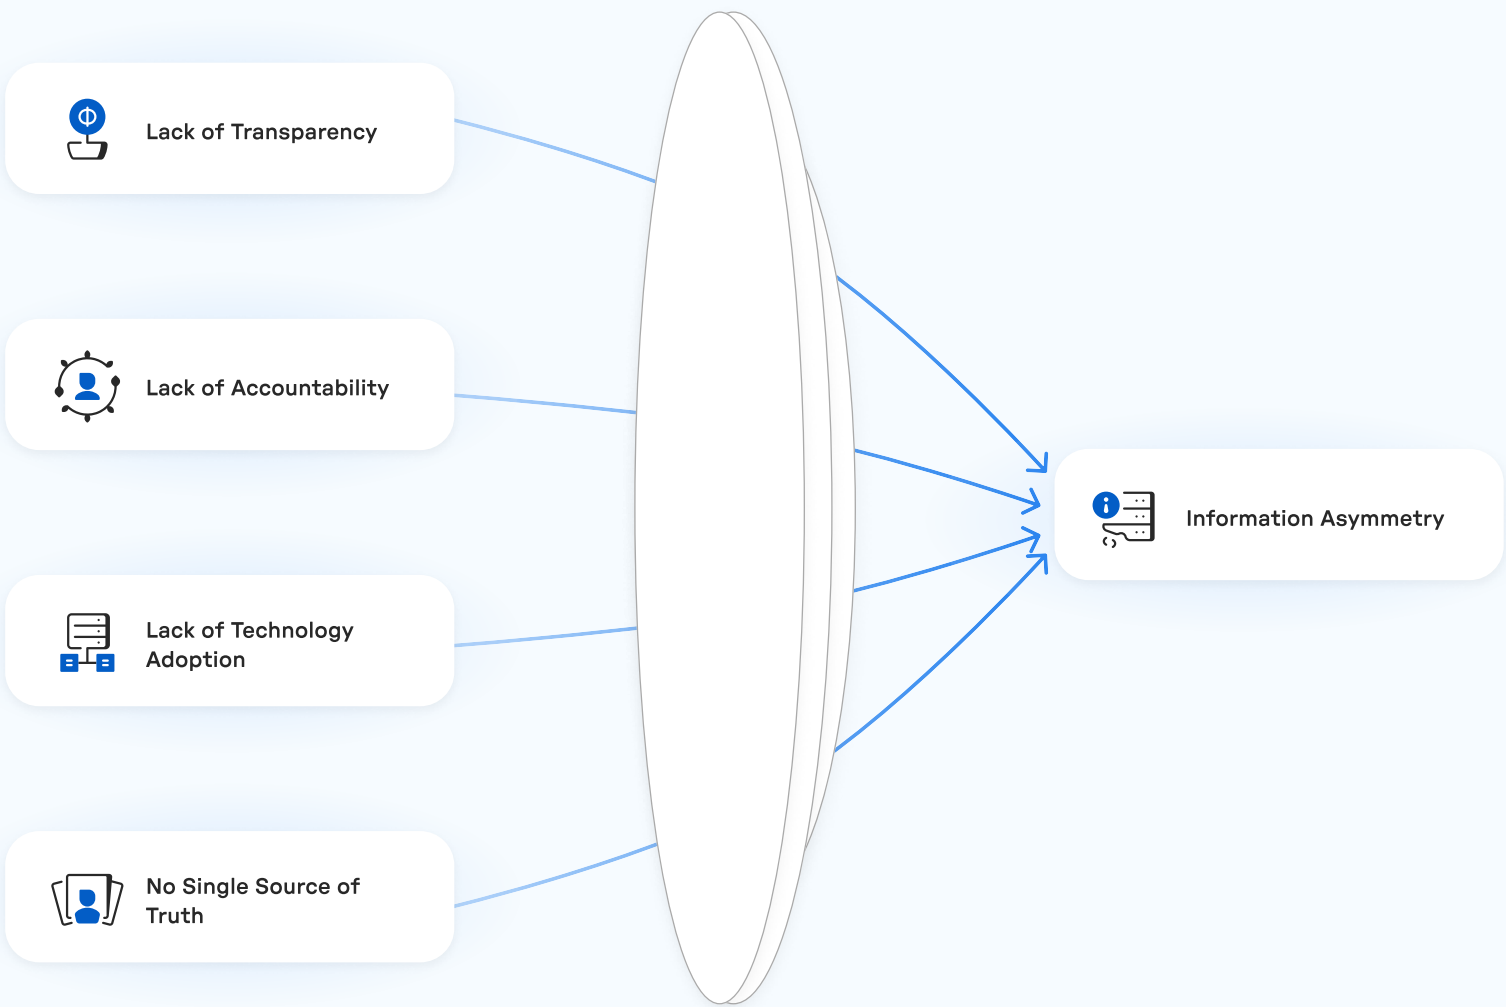 Lack of Transparency
Lack of Accountability
Lack of Technology
Adoption
No Single Source of
Truth
Information Asymmetry